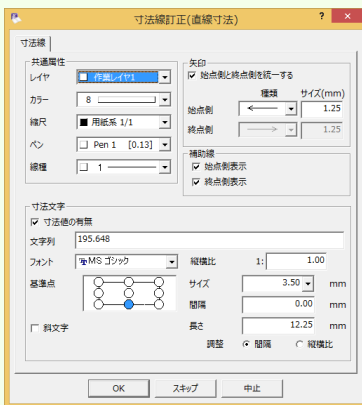 寸法線訂正(直線寸法)
? ×
寸法線
共通属性
レイヤ 作業レイヤ1
カラー 8
縮尺 用紙系 1/1
ペン Pen 1 [0.13]
線種 1
矢印
始点側と終点側を統一する
種類 サイズ(mm)
始点側 1.25
終点側 1.25
補助線
始点側表示
終点側表示
寸法文字
寸法値の有無
文字列 195.648
フォント MS ゴシック
基準点
斜文字
縦横比 1: 1.00
サイズ 3.50 mm
間隔 0.00 mm
長さ 12.25 mm
調整 間隔 縦横比
OK スキップ 中止